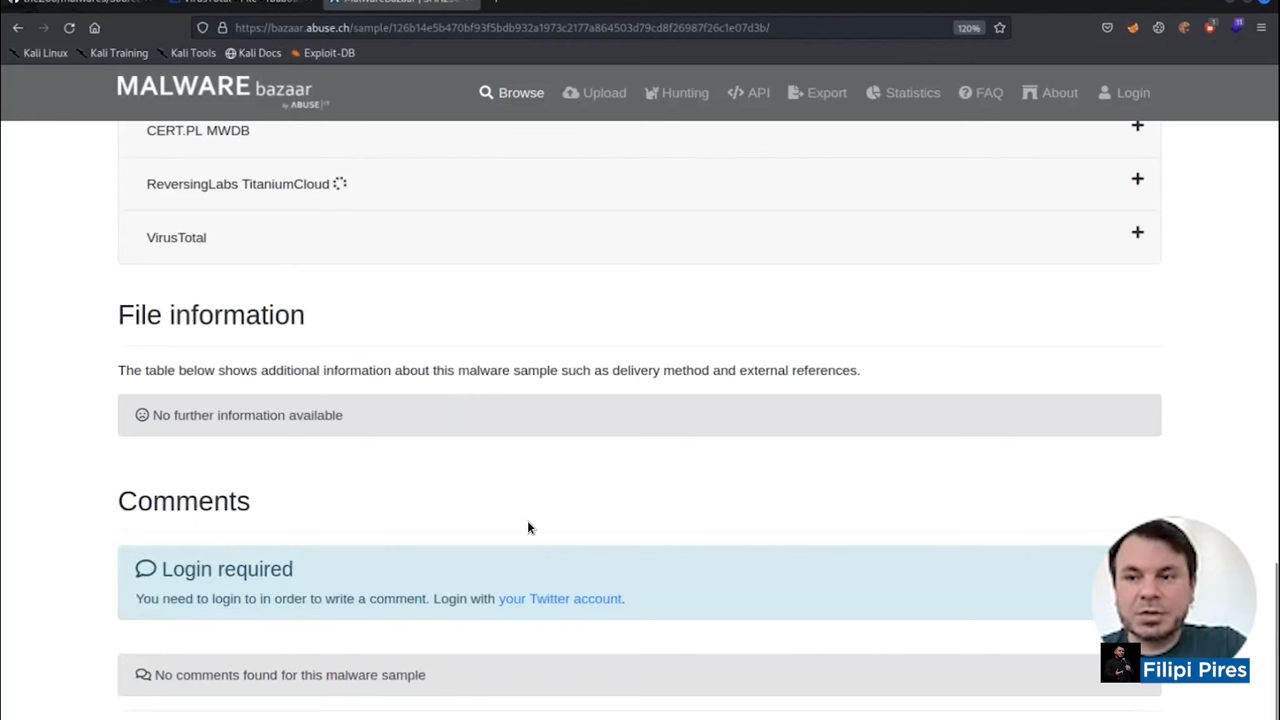 https://bazaar.abuse.ch/sample/126b14e5b470bf93f5bdb932a1973c2177a864503d79cd8f26987f26c1e07d3b/
120%
Kali Linux Kali Training Kali Tools Kali Docs Exploit-DB
MALWARE bazaar
by ABUSE|ch
Browse Upload Hunting API Export Statistics FAQ About Login
CERT.PL MWDB
ReversingLabs TitaniumCloud
VirusTotal
File information
The table below shows additional information about this malware sample such as delivery method and external references.
No further information available
Comments
Login required
You need to login to in order to write a comment. Login with your Twitter account.
No comments found for this malware sample
Filipi Pires